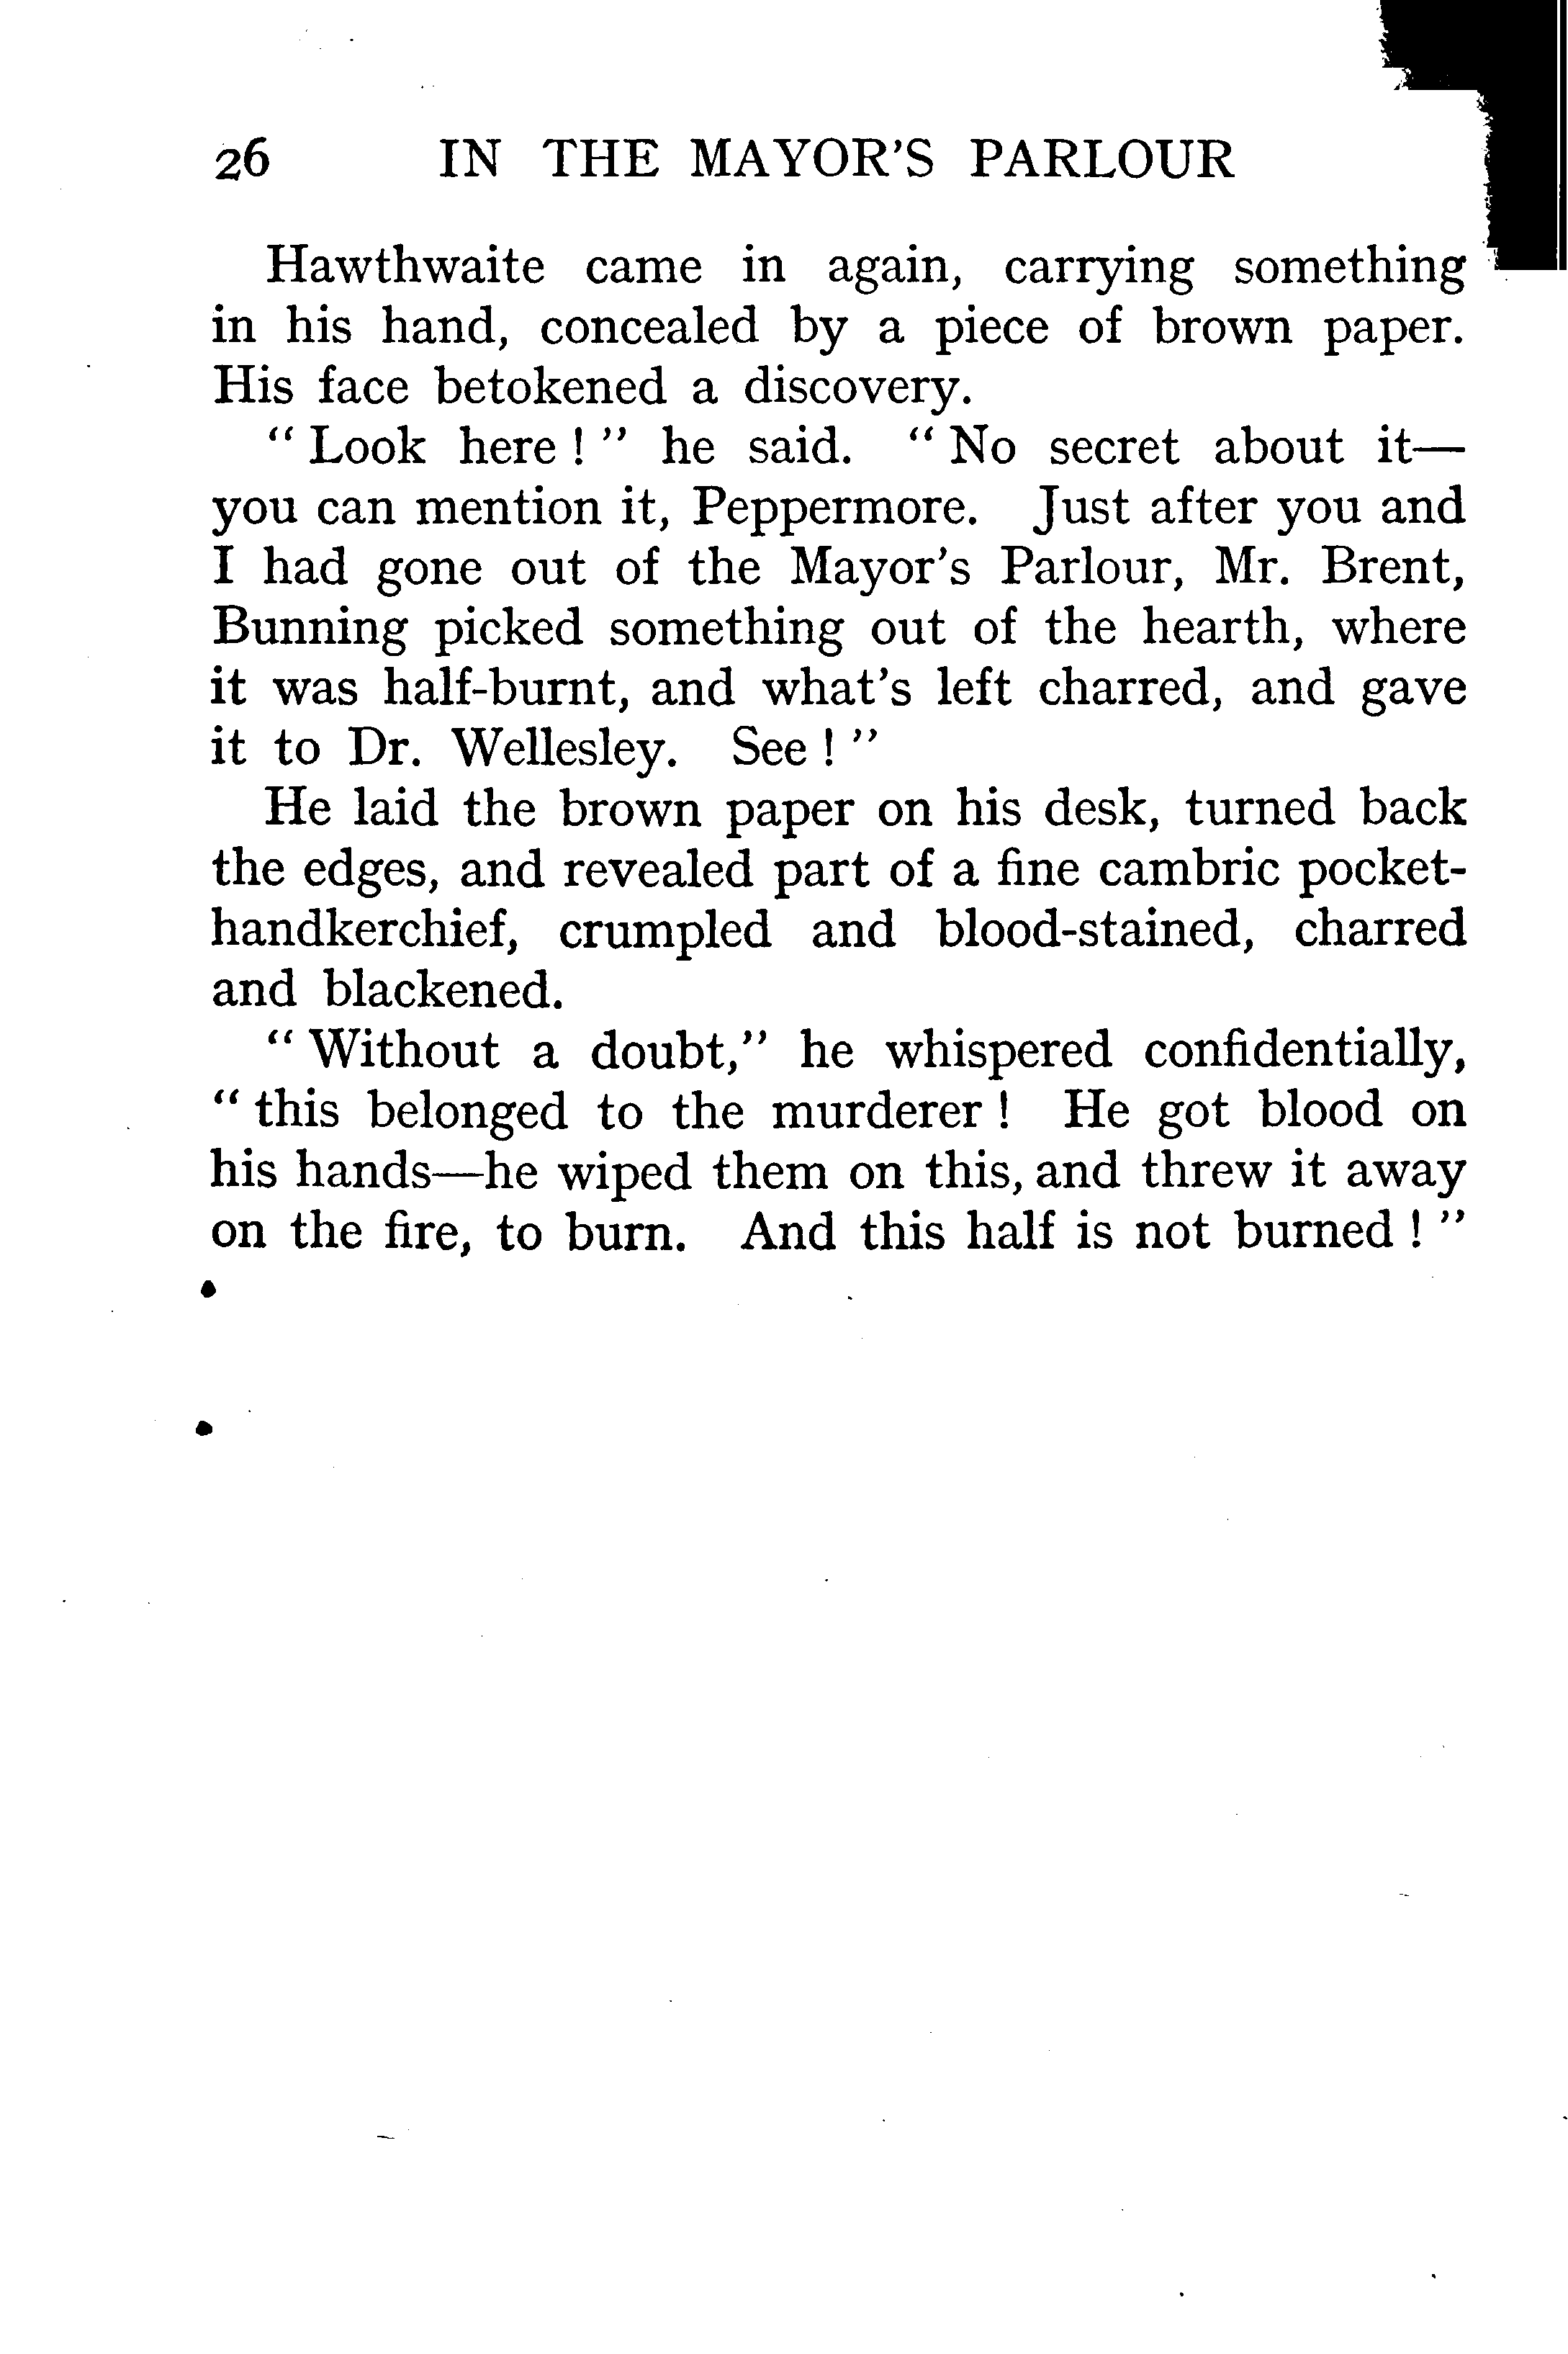 26 IN THE MAYOR'S PARLOUR
Hawthwaite came in again, carrying something
in his hand, concealed by a piece of brown paper.
His face betokened a discovery.
“ Look here ! ” he said. “ No secret about it—
you can mention it, Peppermore. Just after you and
I had gone out of the Mayor's Parlour, Mr. Brent,
Bunning picked something out of the hearth, where
it was half-burnt, and what's left charred, and gave
it to Dr. Wellesley. See ! ”
He laid the brown paper on his desk, turned back
the edges, and revealed part of a fine cambric pocket-
handkerchief, crumpled and blood-stained, charred
and blackened.
“ Without a doubt,” he whispered confidentially,
“ this belonged to the murderer ! He got blood on
his hands—he wiped them on this, and threw it away
on the fire, to burn. And this half is not burned ! ”